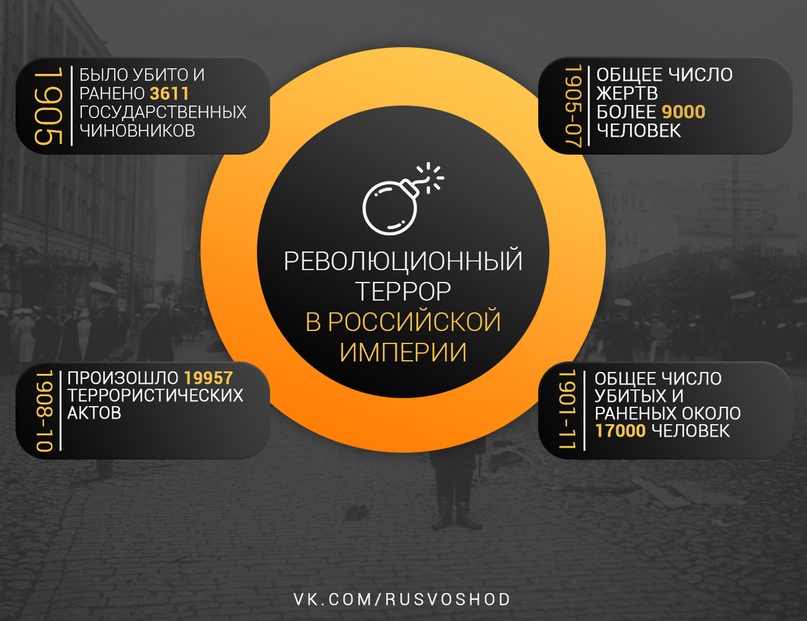 1905
БЫЛО УБИТО И
РАНЕНО 3611
ГОСУДАРСТВЕННЫХ
ЧИНОВНИКОВ
1905-07
ОБЩЕЕ ЧИСЛО
ЖЕРТВ
БОЛЕЕ 9000
ЧЕЛОВЕК
РЕВОЛЮЦИОННЫЙ
ТЕРРОР
В РОССИЙСКОЙ
ИМПЕРИИ
1908-10
ПРОИЗОШЛО 19957
ТЕРРОРИСТИЧЕСКИХ
АКТОВ
1901-11
ОБЩЕЕ ЧИСЛО
УБИТЫХ И
РАНЕНЫХ ОКОЛО
17000 ЧЕЛОВЕК
VK.COM/RUSVOSHOD